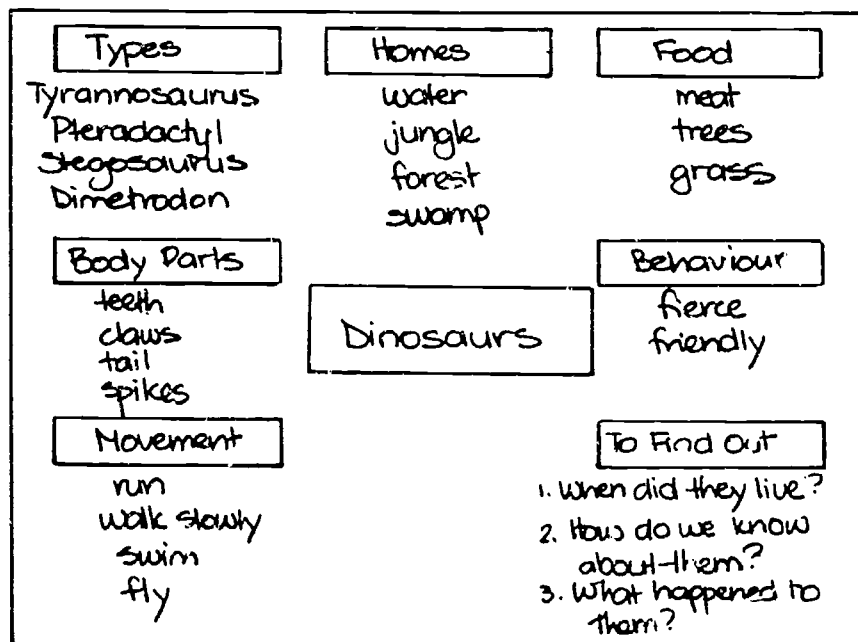 Types
Tyrannosaurus
Pteradactyl
Stegosaurus
Dimetrodon
Homes
water
jungle
forest
swamp
Food
meat
trees
grass
Body Parts
teeth
claws
tail
spikes
Dinosaurs
Behaviour
fierce
friendly
Movement
run
walk slowly
swim
fly
To Find Out
1. When did they live?
2. How do we know
about them?
3. What happened to
them?